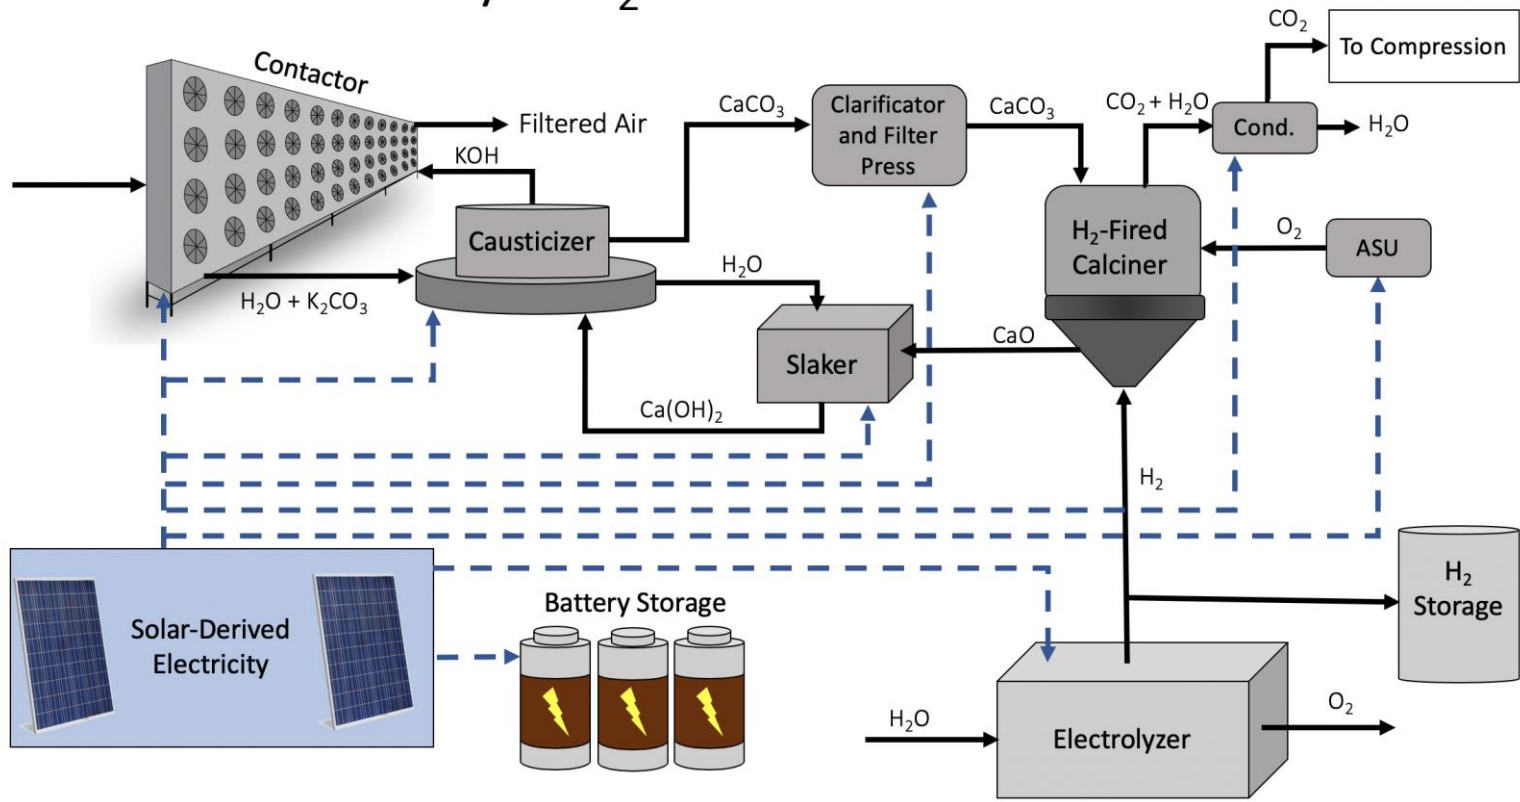 CO₂
To Compression
Contactor
CaCO₃
Clarificator
and Filter
Press
CaCO₃
CO₂ + H₂O
Cond.
H₂O
Filtered Air
KOH
Causticizer
H₂O
H₂-Fired
Calciner
O₂
ASU
H₂O + K₂CO₃
Slaker
CaO
Ca(OH)₂
H₂
H₂
Storage
Solar-Derived
Electricity
Battery Storage
H₂O
Electrolyzer
O₂